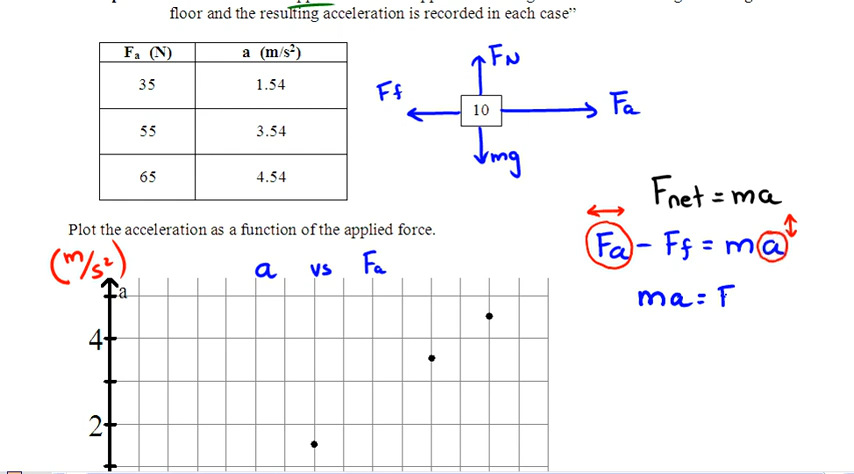 floor and the resulting acceleration is recorded in each case"
Fa (N) a (m/s²)
35 1.54
55 3.54
65 4.54
FN
Ff
10
Fa
mg
Fnet = ma
Fa - Ff = ma
ma = F
Plot the acceleration as a function of the applied force.
(m/s²)
a vs Fa
a
4
2